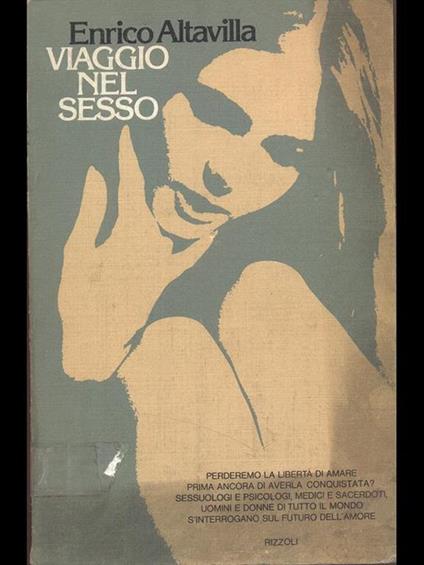 Enrico Altavilla
VIAGGIO
NEL
SESSO
PERDEREMO LA LIBERTÀ DI AMARE
PRIMA ANCORA DI AVERLA CONQUISTATA?
SESSUOLOGI E PSICOLOGI, MEDICI E SACERDOTI,
UOMINI E DONNE DI TUTTO IL MONDO
S'INTERROGANO SUL FUTURO DELL'AMORE
RIZZOLI